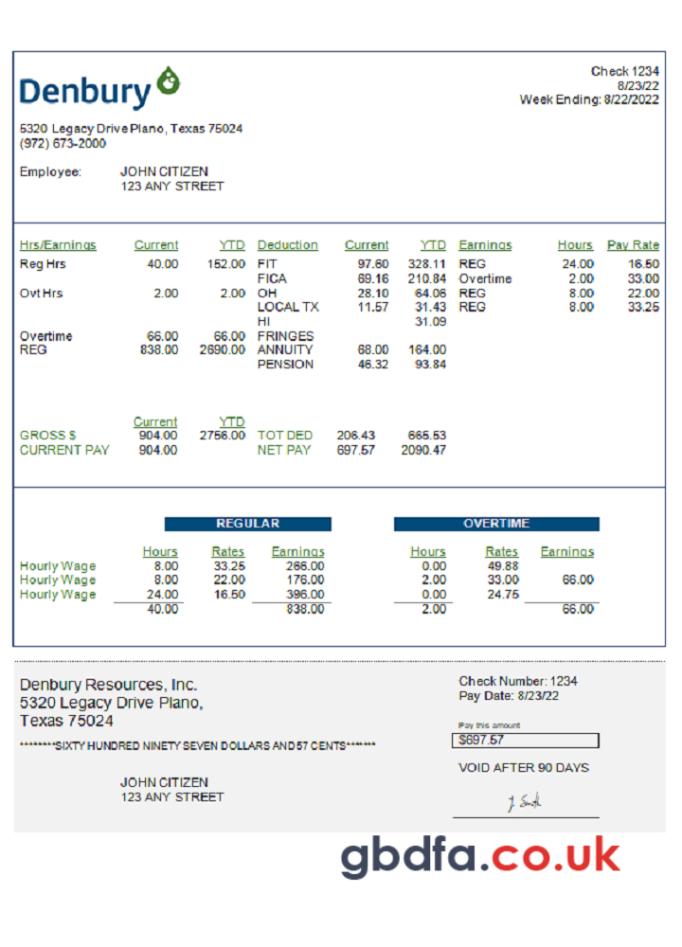 Denbury
Check 1234
8/23/22
Week Ending: 8/22/2022
5320 Legacy Drive Plano, Texas 75024
(972) 673-2000
Employee: JOHN CITIZEN
123 ANY STREET
Hrs/Earnings Current YTD Deduction Current YTD Earnings Hours Pay Rate
Reg Hrs 40.00 152.00 FIT 97.60 328.11 REG 24.00 16.50
FICA 69.16 210.84 Overtime 2.00 33.00
Ovt Hrs 2.00 2.00 OH 28.10 64.06 REG 8.00 22.00
LOCAL TX 11.57 31.43 REG 8.00 33.25
HI 31.09
Overtime 66.00 66.00 FRINGES
REG 838.00 2690.00 ANNUITY 68.00 164.00
PENSION 46.32 93.84
Current YTD
GROSS $ 904.00 2756.00 TOT DED 206.43 665.53
CURRENT PAY 904.00 NET PAY 697.57 2090.47
REGULAR OVERTIME
Hours Rates Earnings Hours Rates Earnings
Hourly Wage 8.00 33.25 266.00 0.00 49.88
Hourly Wage 8.00 22.00 176.00 2.00 33.00 66.00
Hourly Wage 24.00 16.50 396.00 0.00 24.75
40.00 838.00 2.00 66.00
Denbury Resources, Inc.
5320 Legacy Drive Plano,
Texas 75024
Check Number: 1234
Pay Date: 8/23/22
Pay this amount
$697.57
********SIXTY HUNDRED NINETY SEVEN DOLLARS AND 57 CENTS*******
VOID AFTER 90 DAYS
JOHN CITIZEN
123 ANY STREET
J. Smith
gbdfa.co.uk